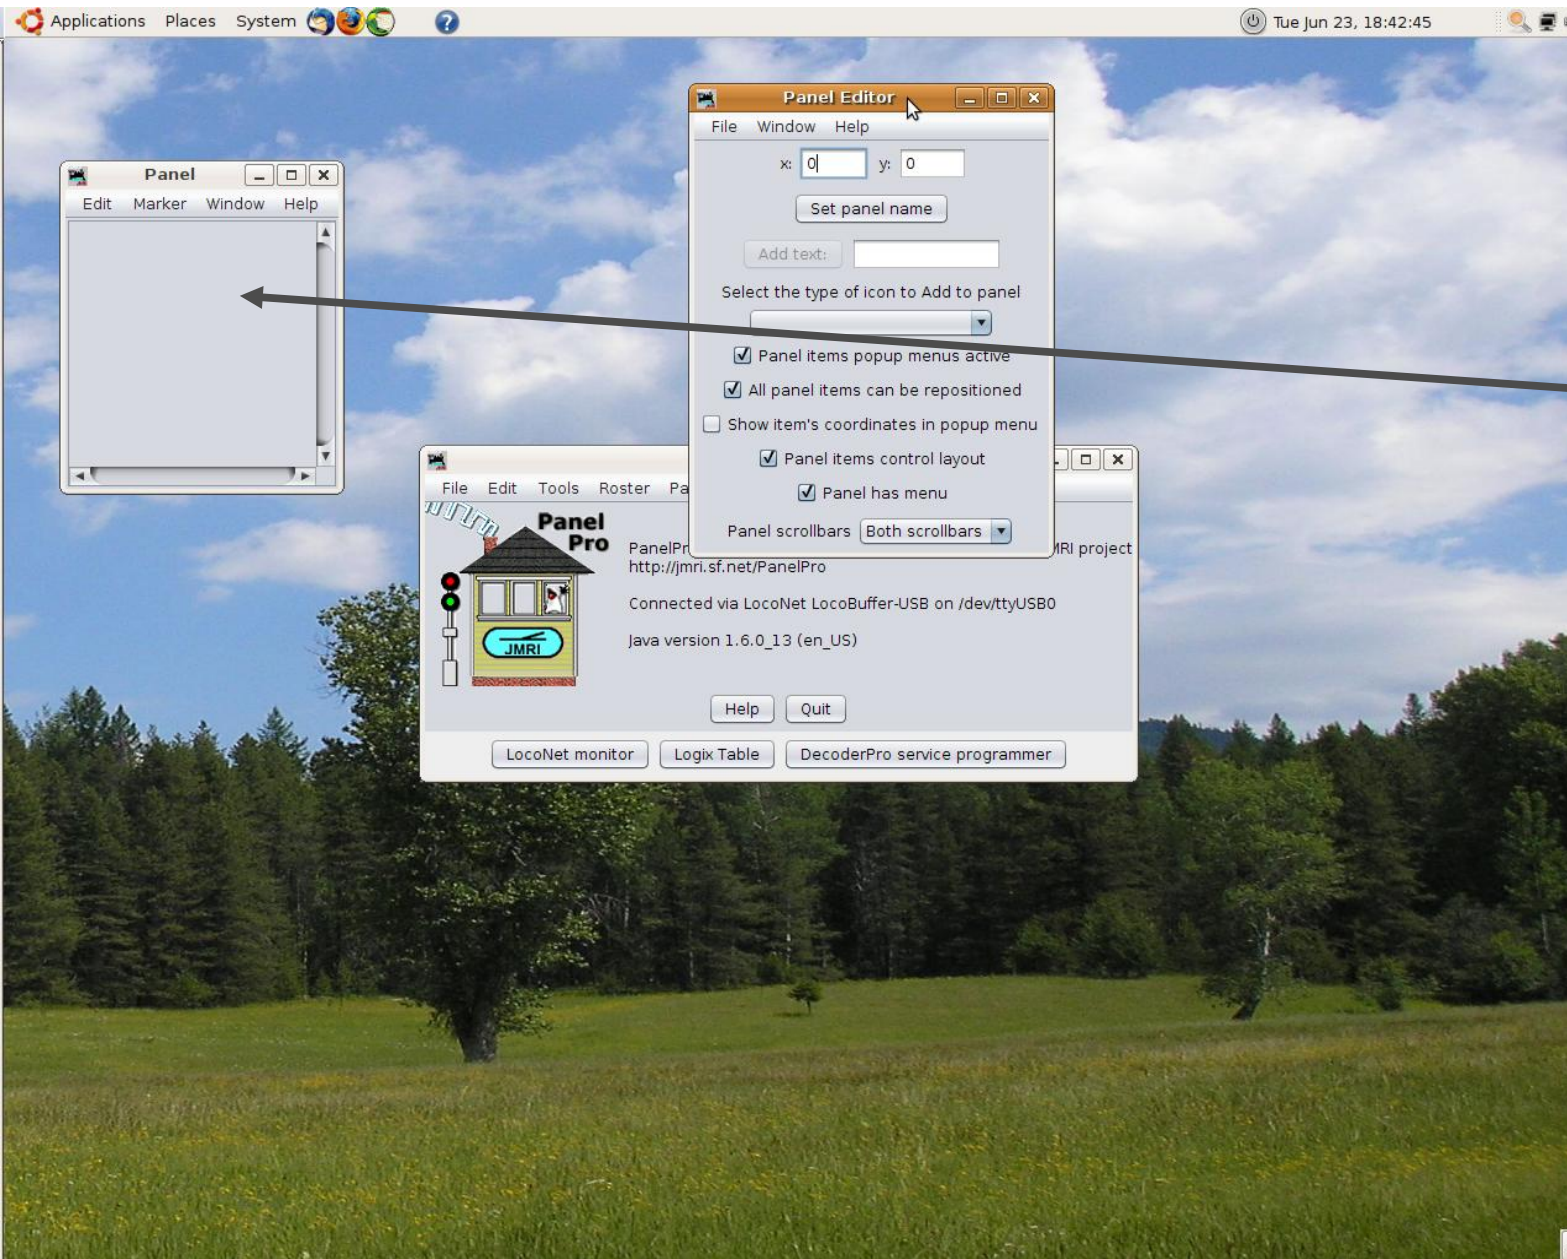 Applications Places System
Tue Jun 23, 18:42:45
Panel Editor
File Window Help
x: 0 y: 0
Set panel name
Add text:
Select the type of icon to Add to panel
Panel items popup menus active
All panel items can be repositioned
Show item's coordinates in popup menu
Panel items control layout
Panel has menu
Panel scrollbars Both scrollbars
Panel
Edit Marker Window Help
File Edit Tools Roster
Panel
Pro
JMRI
http://jmri.sf.net/PanelPro
project
Connected via LocoNet LocoBuffer-USB on /dev/ttyUSB0
Java version 1.6.0_13 (en_US)
Help Quit
LocoNet monitor Logix Table DecoderPro service programmer